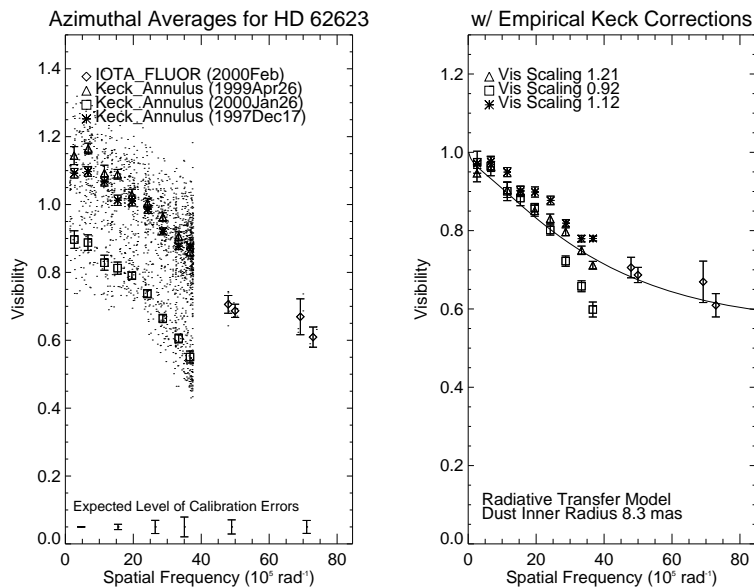 Azimuthal Averages for HD 62623
1.4
1.2
1.0
0.8
0.6
0.4
0.2
0.0
Visibility
IOTA_FLUOR (2000Feb)
Keck_Annulus (1999Apr26)
Keck_Annulus (2000Jan26)
Keck_Annulus (1997Dec17)
Expected Level of Calibration Errors
0 20 40 60 80
Spatial Frequency (10⁵ rad⁻¹)
w/ Empirical Keck Corrections
1.2
1.0
0.8
0.6
0.4
0.2
0.0
Visibility
Vis Scaling 1.21
Vis Scaling 0.92
Vis Scaling 1.12
Radiative Transfer Model
Dust Inner Radius 8.3 mas
0 20 40 60 80
Spatial Frequency (10⁵ rad⁻¹)